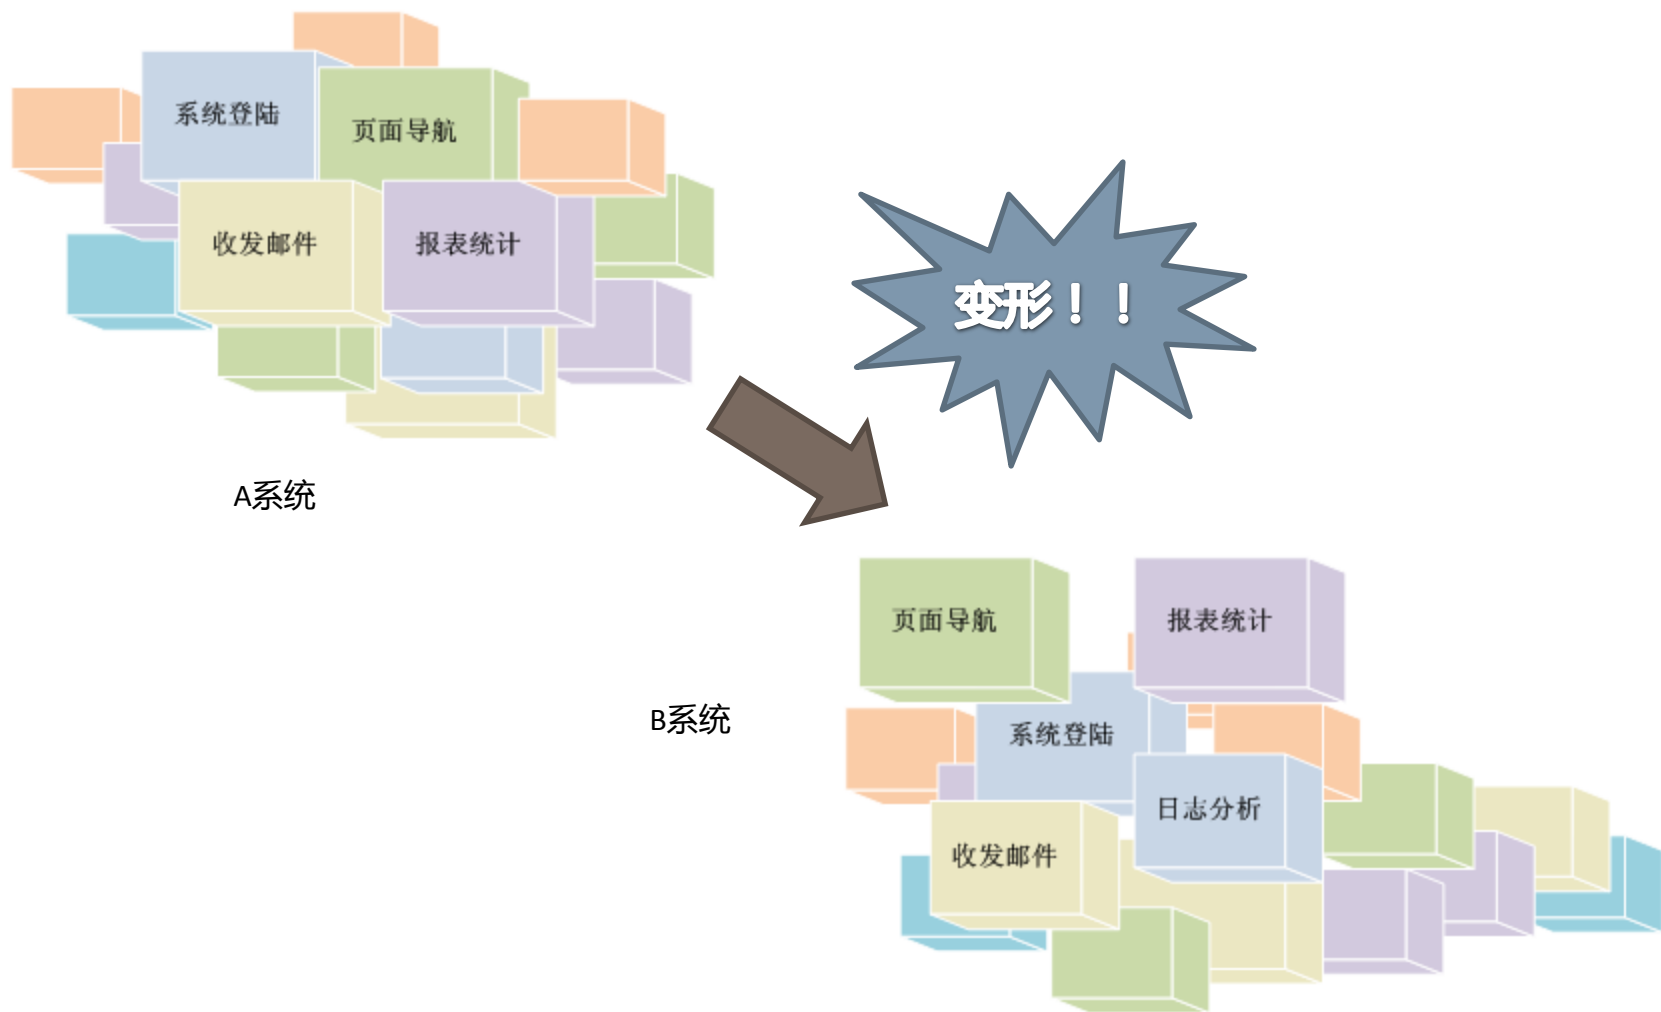 系统登陆
页面导航
收发邮件
报表统计
变形！！
A系统
页面导航
报表统计
B系统
系统登陆
日志分析
收发邮件